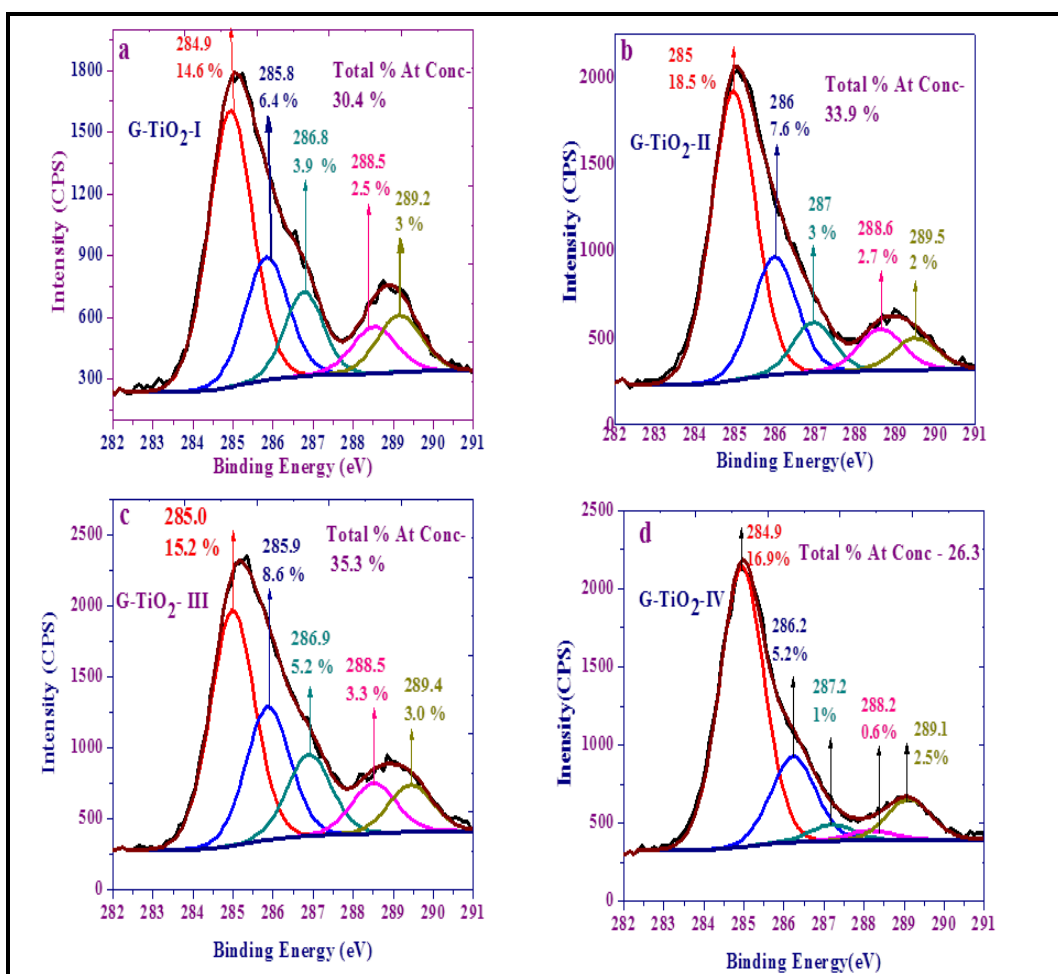 a
284.9
14.6 %
285.8
6.4 %
Total % At Conc-
30.4 %
G-TiO2-I
286.8
3.9 %
288.5
2.5 %
289.2
3 %
1800
1500
1200
900
600
300
Intensity (CPS)
282 283 284 285 286 287 288 289 290 291
Binding Energy (eV)
b
285
18.5 %
286
7.6 %
Total % At Conc-
33.9 %
G-TiO2-II
287
3 %
288.6
2.7 %
289.5
2 %
2000
1500
1000
500
0
Intensity (CPS)
282 283 284 285 286 287 288 289 290 291
Binding Energy(eV)
c
285.0
15.2 %
285.9
8.6 %
Total % At Conc-
35.3 %
G-TiO2- III
286.9
5.2 %
288.5
3.3 %
289.4
3.0 %
2500
2000
1500
1000
500
0
Intensity (CPS)
282 283 284 285 286 287 288 289 290 291
Binding Energy (eV)
d
284.9
16.9%
Total % At Conc - 26.3
G-TiO2-IV
286.2
5.2%
287.2
1%
288.2
0.6%
289.1
2.5%
2500
2000
1500
1000
500
0
Inensity(CPS)
282 283 284 285 286 287 288 289 290 291
Binding Energy (eV)